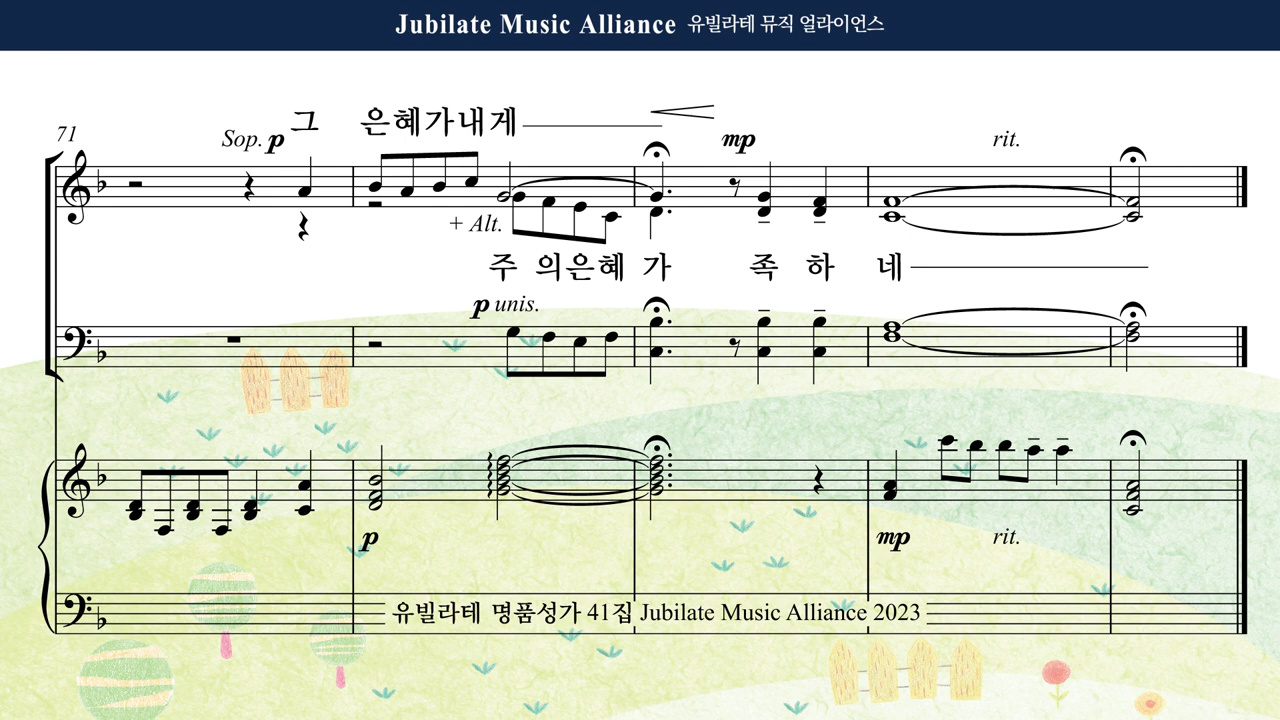 Jubilate Music Alliance 유빌라테 뮤직 얼라이언스
그 은혜가내게
71 Sop. p mp rit.
+ Alt.
주 의은혜 가 족 하 네
p unis.
p mp rit.
유빌라테 명품성가 41집 Jubilate Music Alliance 2023